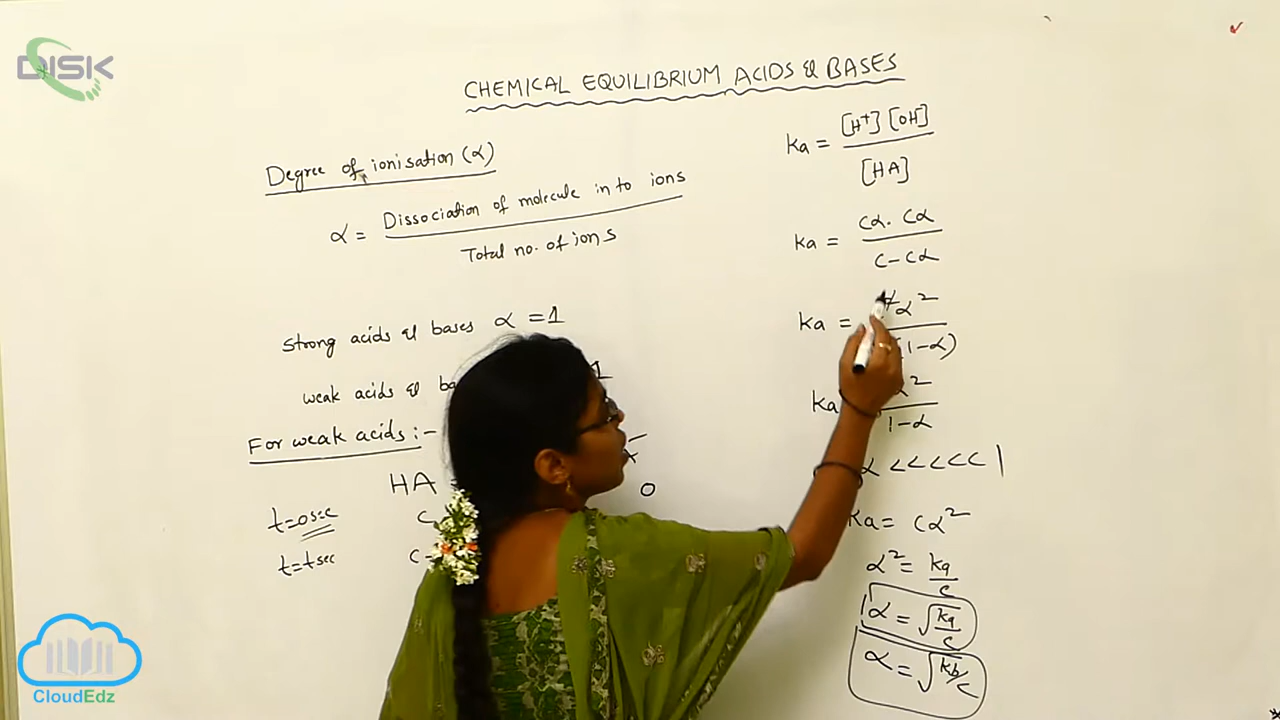 DISK
CHEMICAL EQUILIBRIUM ACIDS & BASES
Degree of ionisation (α)
α = Dissociation of molecule in to ions
Total no. of ions
strong acids & bases α = 1
weak acids & ba 1
For weak acids :-
HA
t=0sec c 0
t=tsec c-
ka = [H+] [OH]
[HA]
ka = cα. cα
c-cα
ka = α²
(1-α)
ka α²
1-α
α <<<<< 1
ka = cα²
α² = ka
c
α = √ka
c
α = √kb/c
CloudEdz